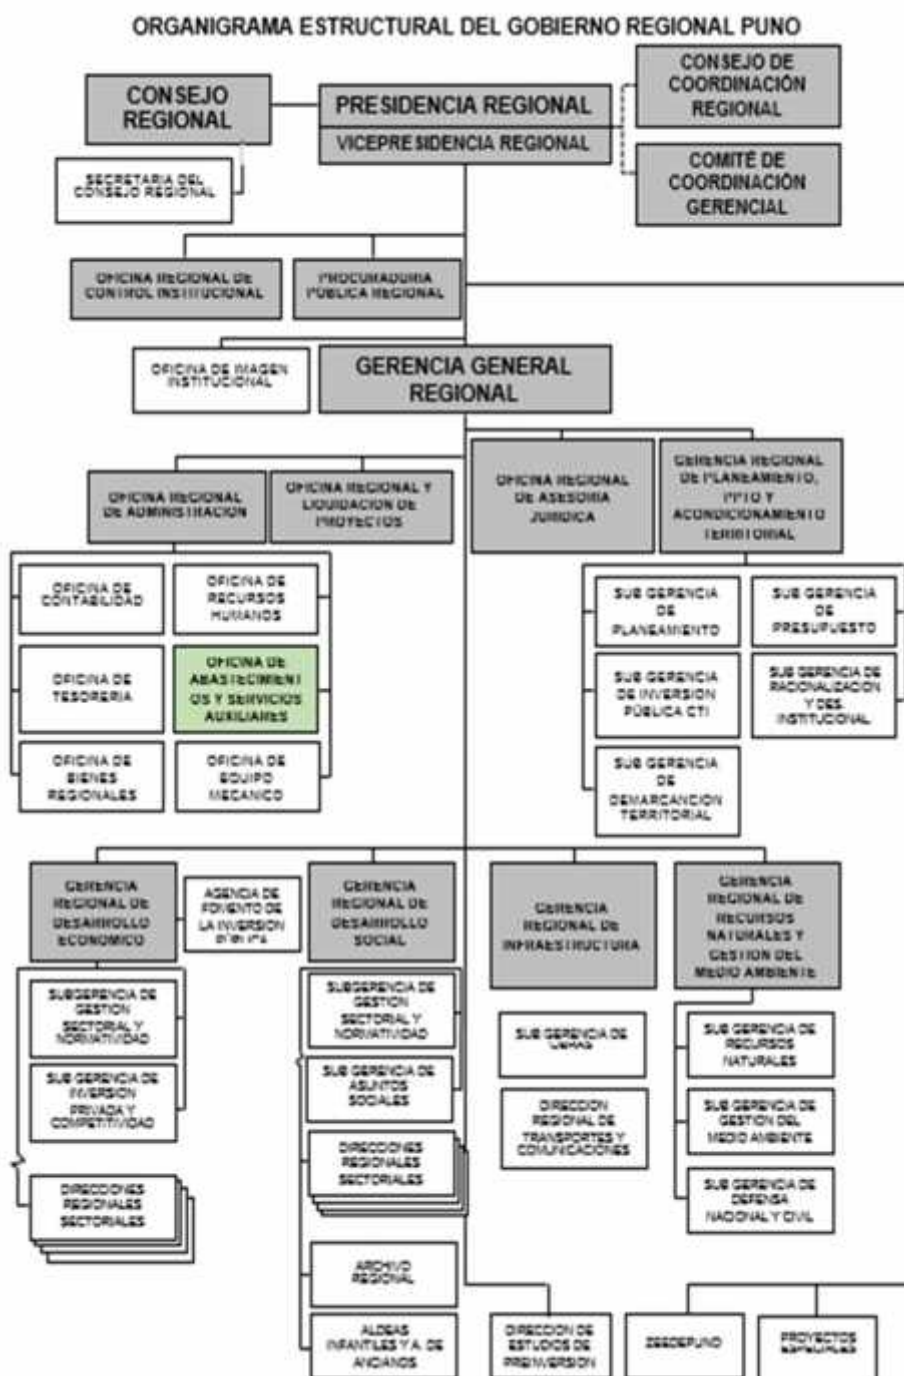 ORGANIGRAMA ESTRUCTURAL DEL GOBIERNO REGIONAL PUNO
CONSEJO
REGIONAL
PRESIDENCIA REGIONAL
VICEPRESIDENCIA REGIONAL
CONSEJO DE
COORDINACIÓN
REGIONAL
COMITÉ DE
COORDINACIÓN
GERENCIAL
SECRETARIA DEL
CONSEJO REGIONAL
OFICINA REGIONAL DE
CONTROL INSTITUCIONAL
PROCURADURIA
PÚBLICA REGIONAL
OFICINA DE IMAGEN
INSTITUCIONAL
GERENCIA GENERAL
REGIONAL
OFICINA REGIONAL
DE ADMINISTRACIÓN
OFICINA REGIONAL Y
LIQUIDACION DE
PROYECTOS
OFICINA REGIONAL
DE ASESORÍA
JURÍDICA
GERENCIA REGIONAL
DE PLANEAMIENTO,
PPTO Y
ACONDICIONAMIENTO
TERRITORIAL
OFICINA DE
CONTABILIDAD
OFICINA DE
RECURSOS
HUMANOS
OFICINA DE
TESORERIA
OFICINA DE
ABASTECIMIENT
OS Y SERVICIOS
AUXILIARES
OFICINA DE
BIENES
REGIONALES
OFICINA DE
EQUIPO
MECANICO
SUB GERENCIA
DE
PLANEAMIENTO
SUB GERENCIA
DE
PRESUPUESTO
SUB GERENCIA
DE INVERSION
PÚBLICA CTI
SUB GERENCIA DE
RACIONALIZACION
Y DES.
INSTITUCIONAL
SUB GERENCIA
DE
DEMARCANCION
TERRITORIAL
GERENCIA
REGIONAL DE
DESARROLLO
ECONOMICO
AGENCIA DE
FOMENTO DE
LA INVERSION
PÚBLICA
GERENCIA
REGIONAL DE
DESARROLLO
SOCIAL
GERENCIA
REGIONAL DE
INFRAESTRUCTURA
GERENCIA
REGIONAL DE
RECURSOS
NATURALES Y
GESTIÓN DEL
MEDIO AMBIENTE
SUBGERENCIA DE
GESTION
SECTORIAL Y
NORMATIVIDAD
SUB GERENCIA DE
INVERSION
PRIVADA Y
COMPETITIVIDAD
DIRECCIONES
REGIONALES
SECTORIALES
SUBGERENCIA DE
GESTION
SECTORIAL Y
NORMATIVIDAD
SUB GERENCIA DE
ASUNTOS
SOCIALES
DIRECCIONES
REGIONALES
SECTORIALES
ARCHIVO
REGIONAL
ALDEAS
INFANTILES Y A. DE
ANCIANOS
SUB GERENCIA DE
OBRAS
DIRECCION
REGIONAL DE
TRANSPORTES Y
COMUNICACIONES
SUB GERENCIA DE
RECURSOS
NATURALES
SUB GERENCIA DE
GESTION DEL
MEDIO AMBIENTE
SUB GERENCIA DE
DEFENSA
NACIONAL Y CIVIL
DIRECCION DE
ESTUDIOS DE
PREINVERSION
ZEEDEPUNO
PROYECTOS
ESPECIALES